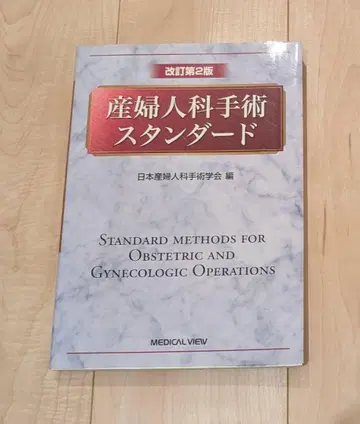 改訂第2版
産婦人科手術
スタンダード
日本産婦人科手術学会 編
STANDARD METHODS FOR
OBSTETRIC AND
GYNECOLOGIC OPERATIONS
MEDICAL VIEW